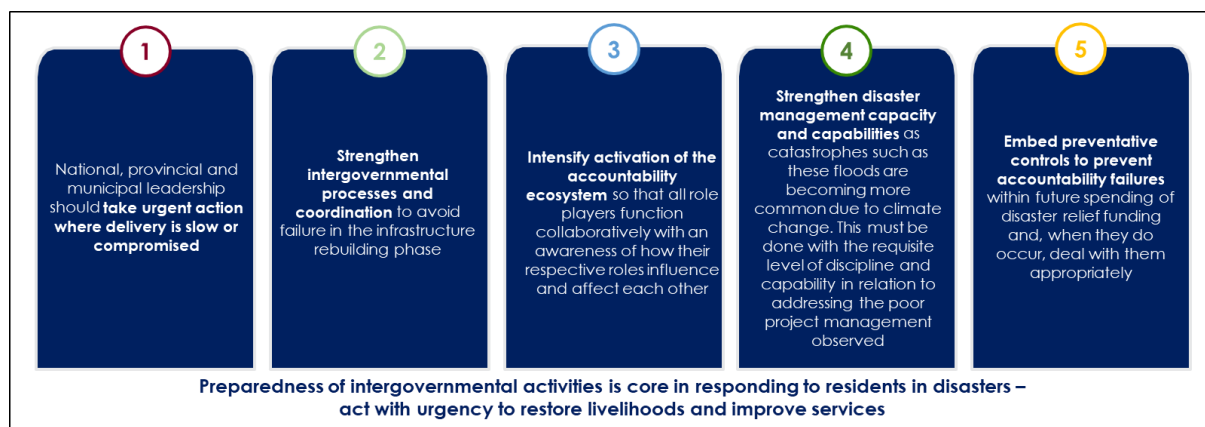 1
National, provincial and
municipal leadership
should take urgent action
where delivery is slow or
compromised
2
Strengthen
intergovernmental
processes and
coordination to avoid
failure in the infrastructure
rebuilding phase
3
Intensify activation of the
accountability
ecosystem so that all role
players function
collaboratively with an
awareness of how their
respective roles influence
and affect each other
4
Strengthen disaster
management capacity
and capabilities as
catastrophes such as
these floods are
becoming more
common due to climate
change. This must be
done with the requisite
level of discipline and
capability in relation to
addressing the poor
project management
observed
5
Embed preventative
controls to prevent
accountability failures
within future spending of
disaster relief funding
and, when they do
occur, deal with them
appropriately
Preparedness of intergovernmental activities is core in responding to residents in disasters –
act with urgency to restore livelihoods and improve services